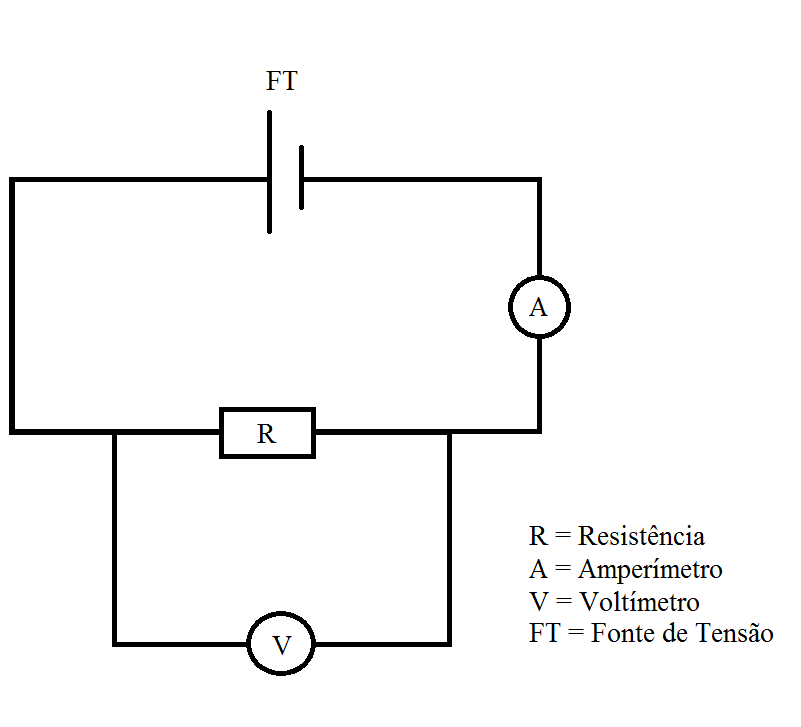 FT
A
R
V
R = Resistência
A = Amperímetro
V = Voltímetro
FT = Fonte de Tensão